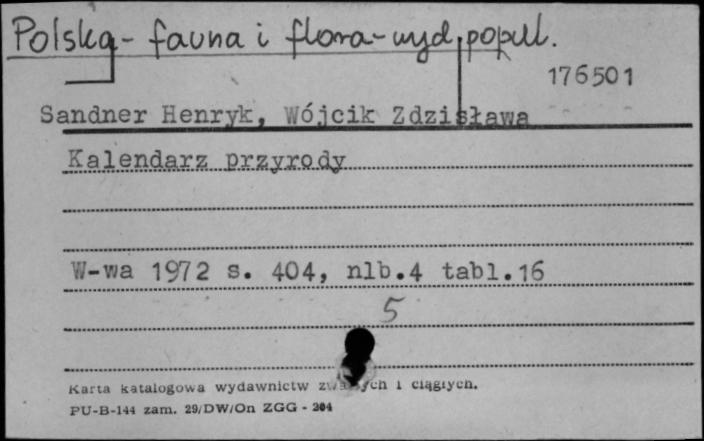 Polska - fauna i flora - wyd. popul.
176501
Sandner Henryk, Wójcik Zdzisława
Kalendarz przyrody
W-wa 1972 s. 404, nlb.4 tabl.16
5
Karta katalogowa wydawnictw zwartych i ciągłych.
PU-B-144 zam. 29/DW/On ZGG - 204